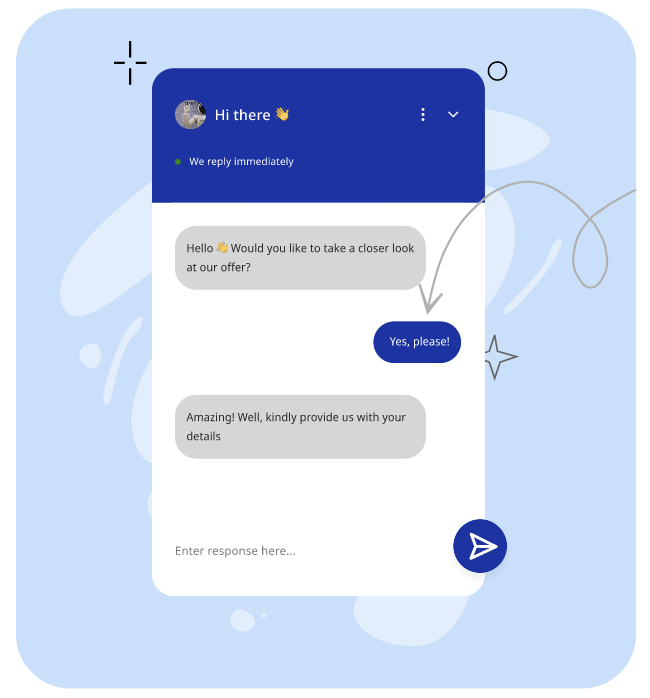 Hi there 👋
We reply immediately
Hello 👋 Would you like to take a closer look
at our offer?
Yes, please!
Amazing! Well, kindly provide us with your
details
Enter response here...